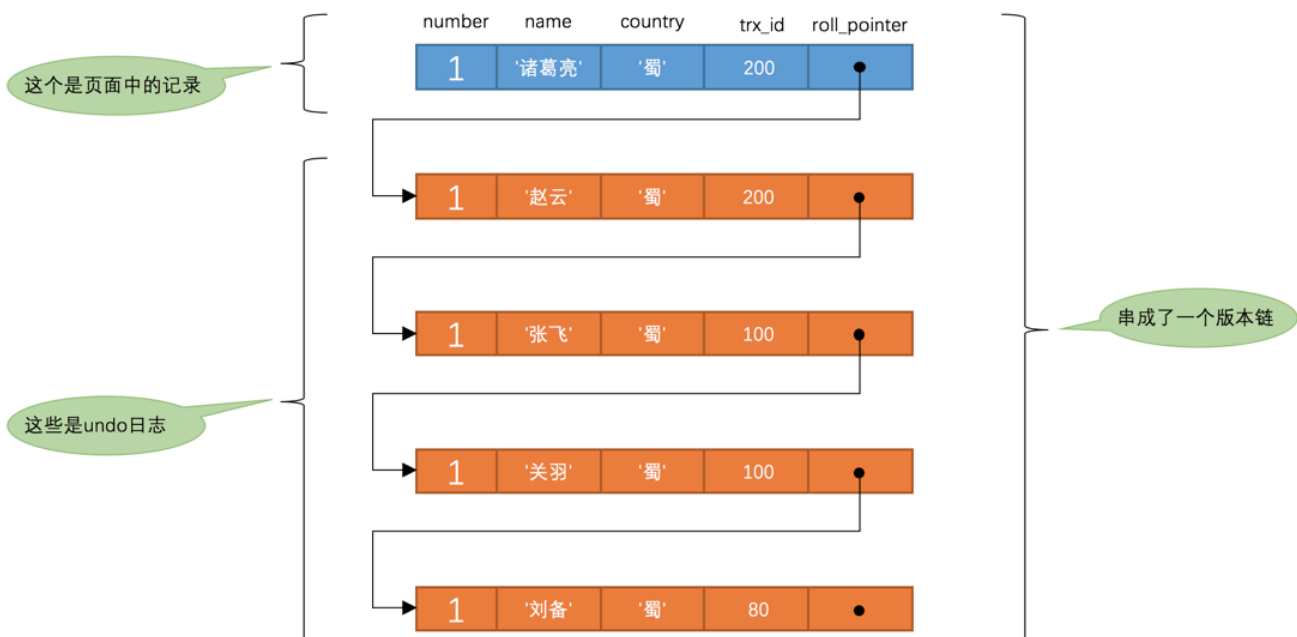 number name country trx_id roll_pointer
1 '诸葛亮' '蜀' 200
这个是页面中的记录
1 '赵云' '蜀' 200
1 '张飞' '蜀' 100
串成了一个版本链
这些是undo日志
1 '关羽' '蜀' 100
1 '刘备' '蜀' 80